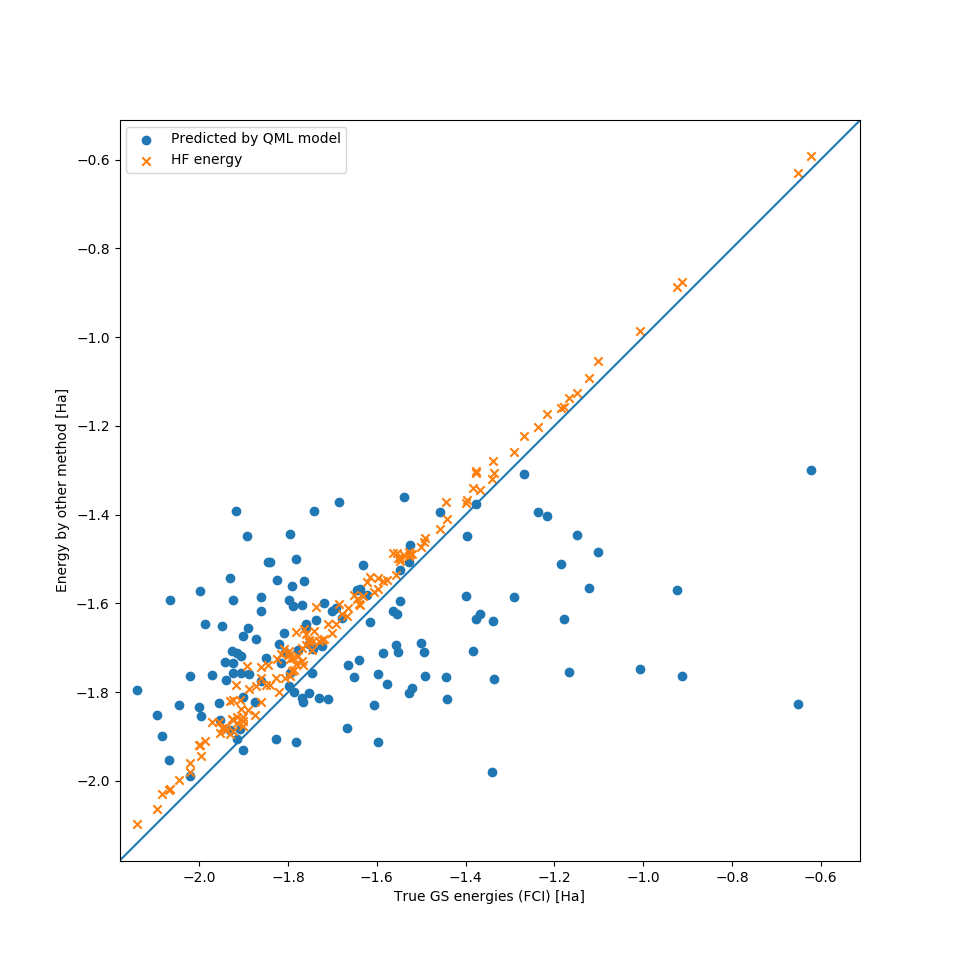 Predicted by QML model
HF energy
−0.6
−0.8
−1.0
−1.2
−1.4
−1.6
−1.8
−2.0
Energy by other method [Ha]
−2.0 −1.8 −1.6 −1.4 −1.2 −1.0 −0.8 −0.6
True GS energies (FCI) [Ha]